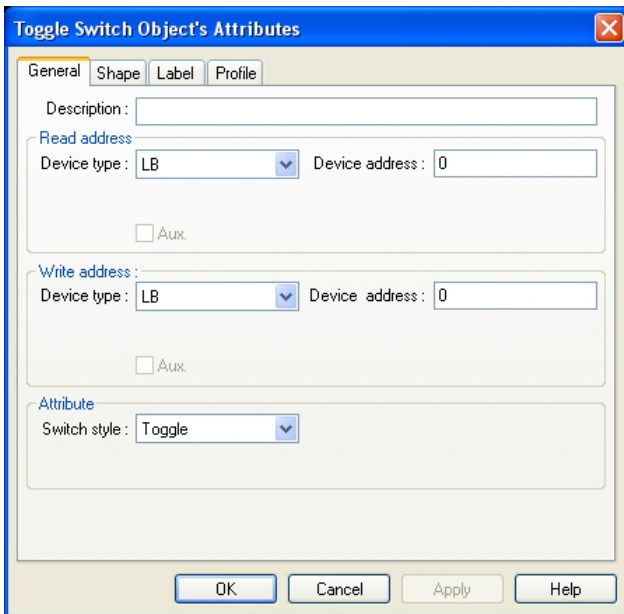 Toggle Switch Object's Attributes
General Shape Label Profile
Description :
Read address
Device type : LB Device address : 0
Aux.
Write address :
Device type : LB Device address : 0
Aux.
Attribute
Switch style : Toggle
OK Cancel Apply Help